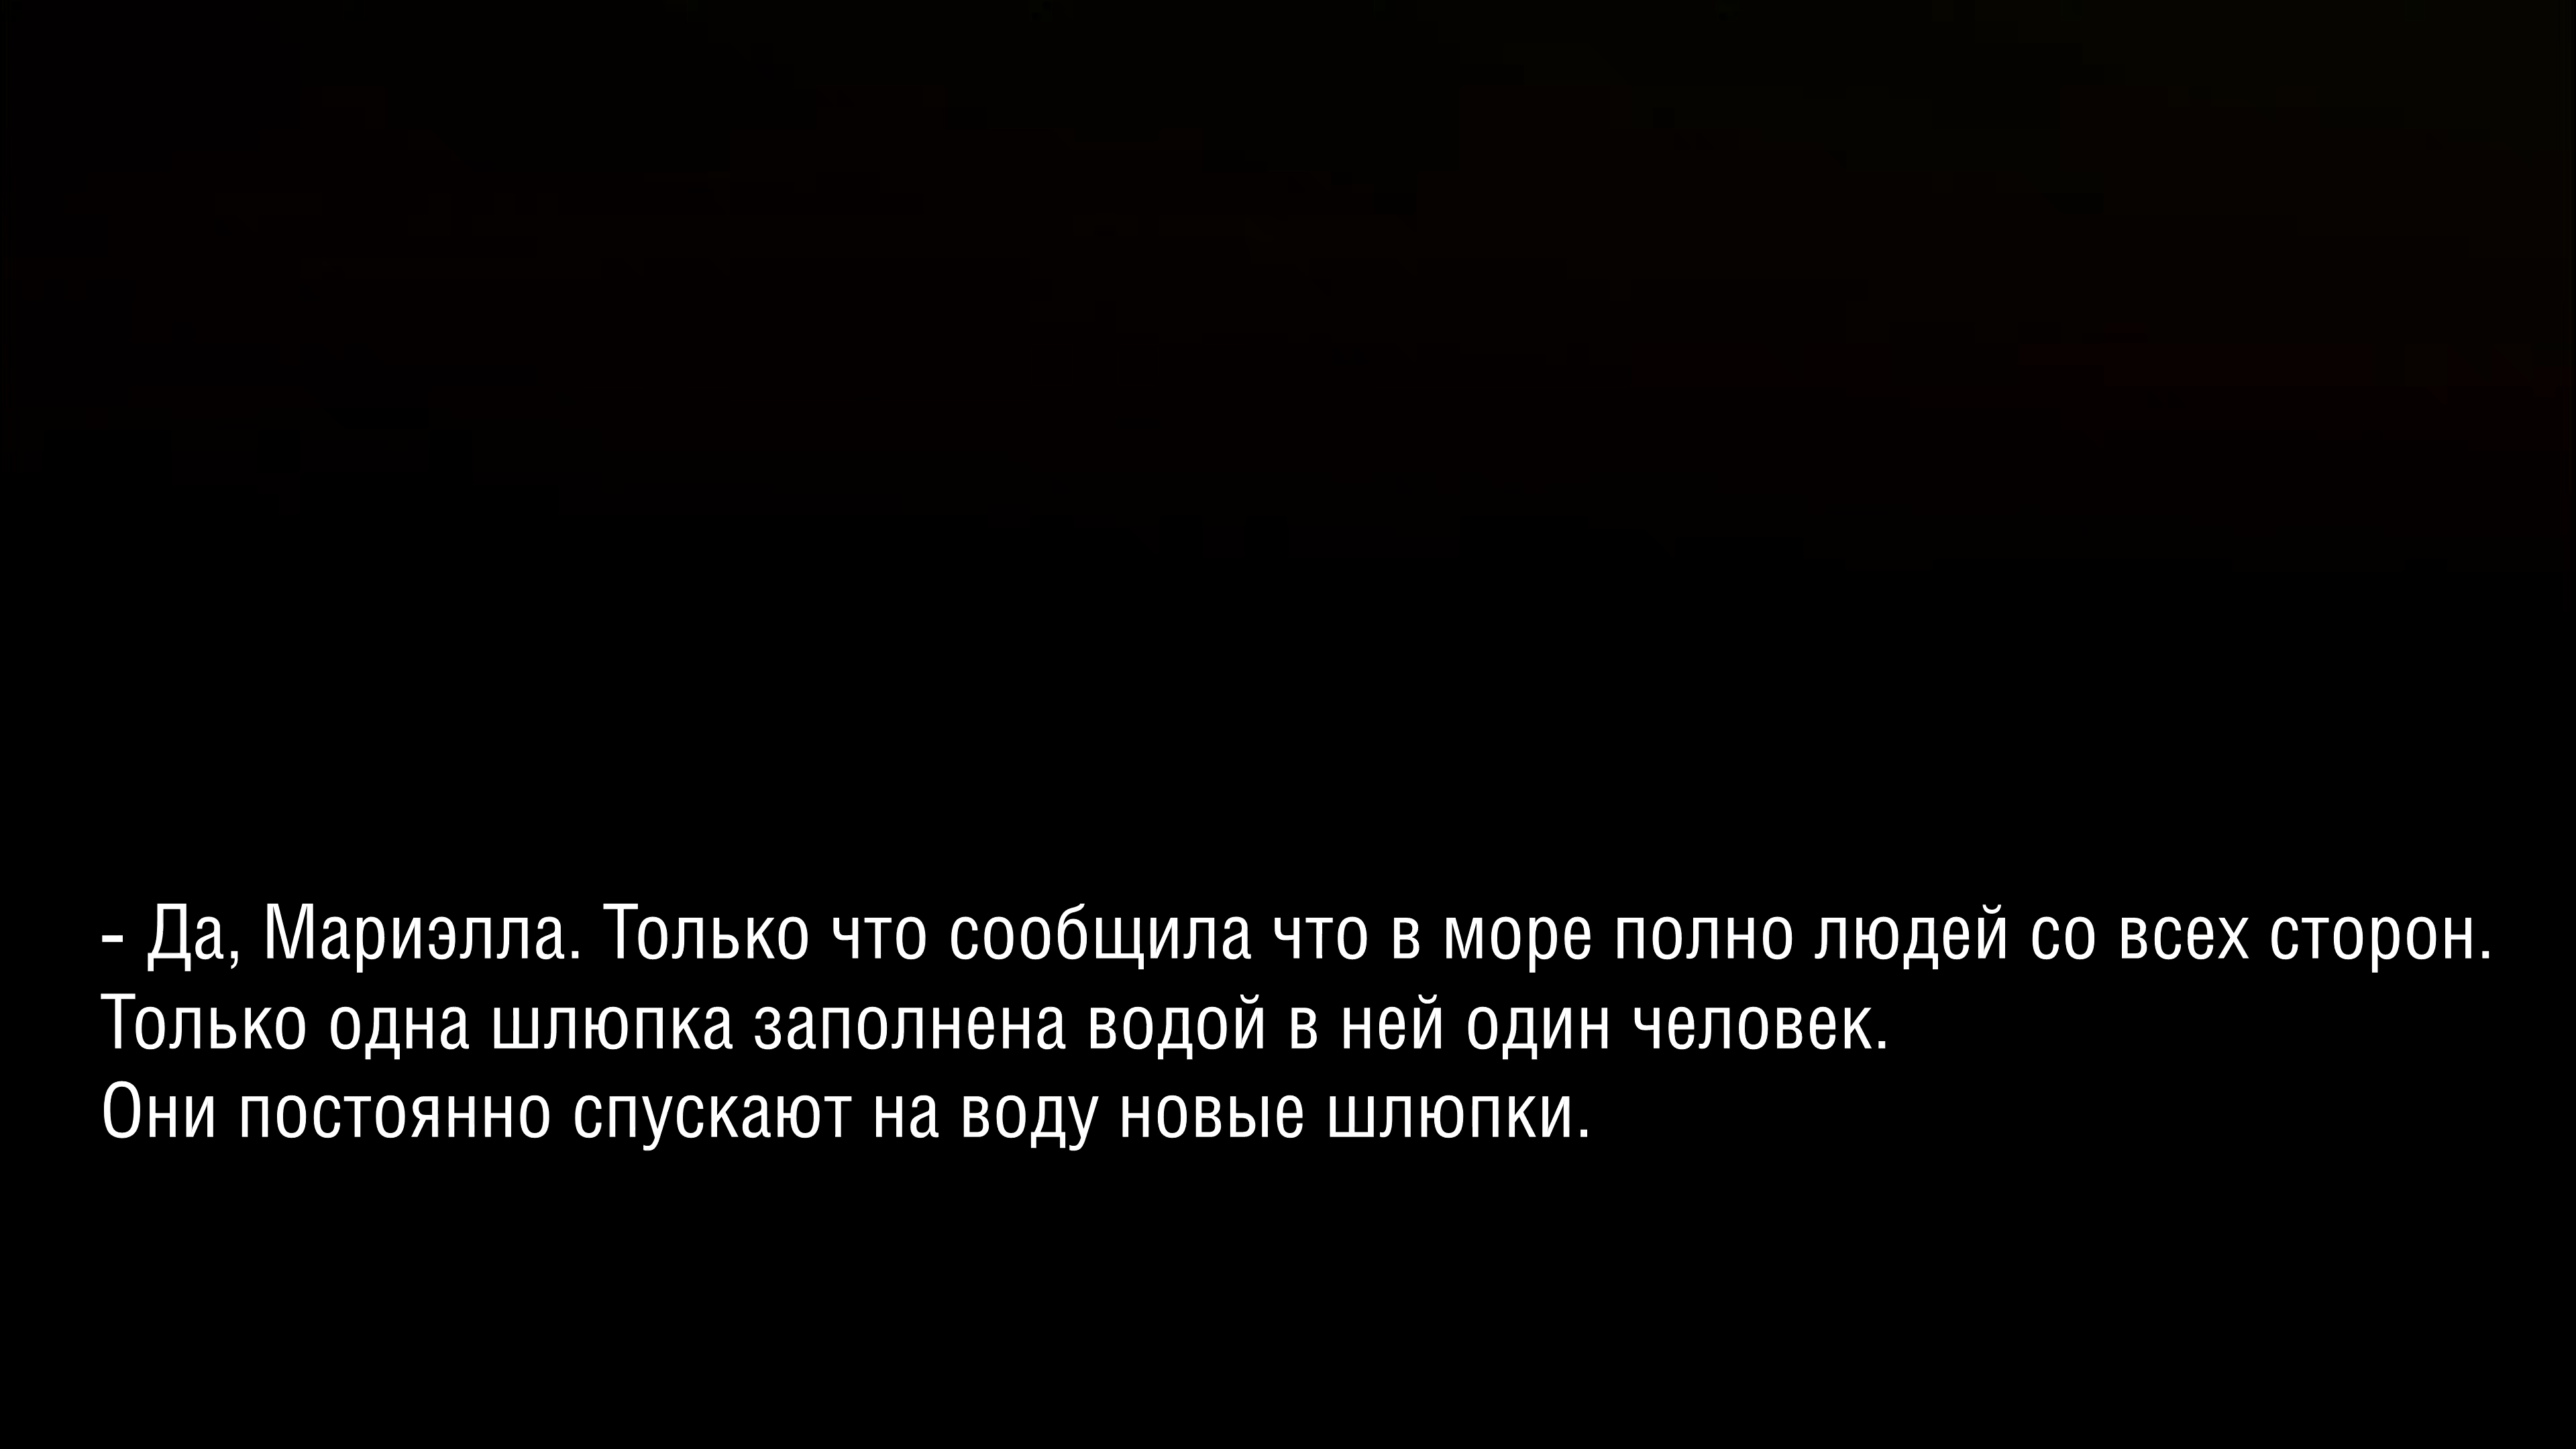 - Да, Мариэлла. Только что сообщила что в море полно людей со всех сторон.
Только одна шлюпка заполнена водой в ней один человек.
Они постоянно спускают на воду новые шлюпки.